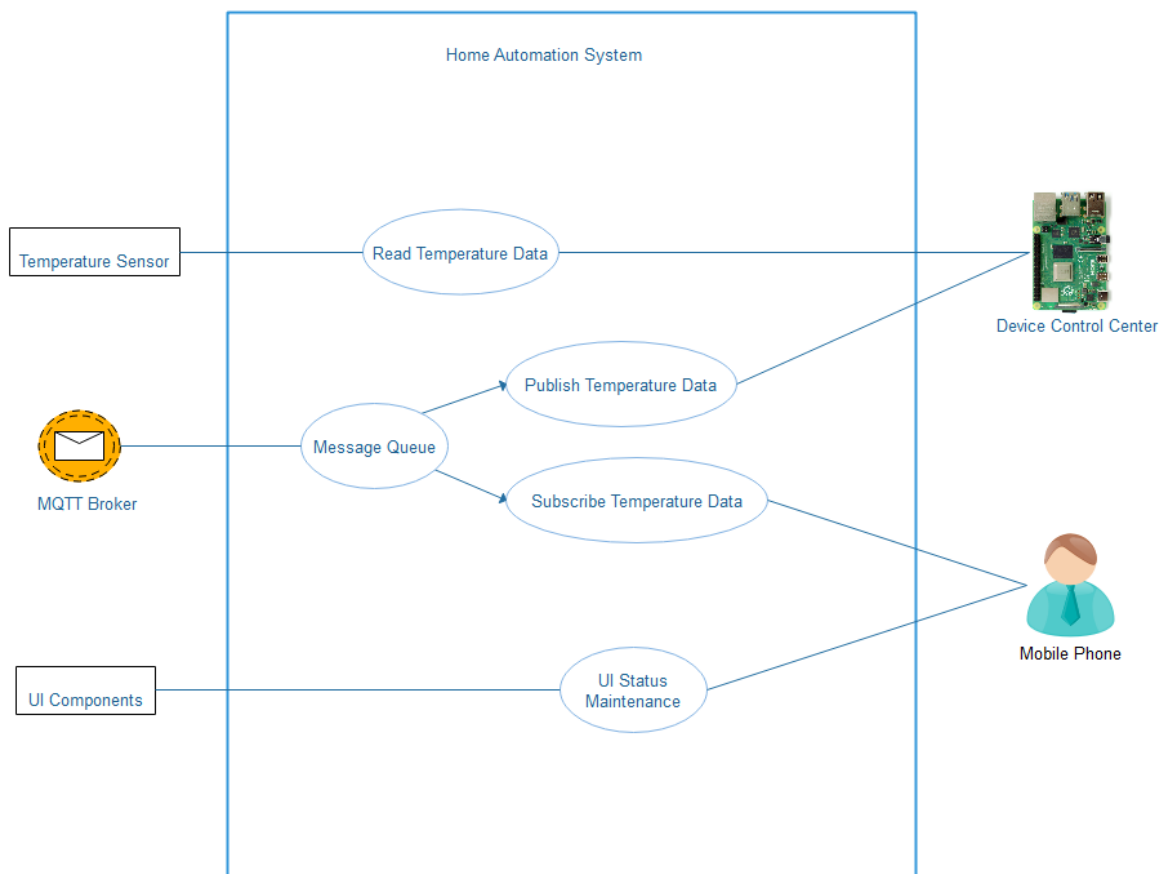 Home Automation System
Temperature Sensor
Read Temperature Data
Device Control Center
Publish Temperature Data
Message Queue
MQTT Broker
Subscribe Temperature Data
Mobile Phone
UI Components
UI Status
Maintenance